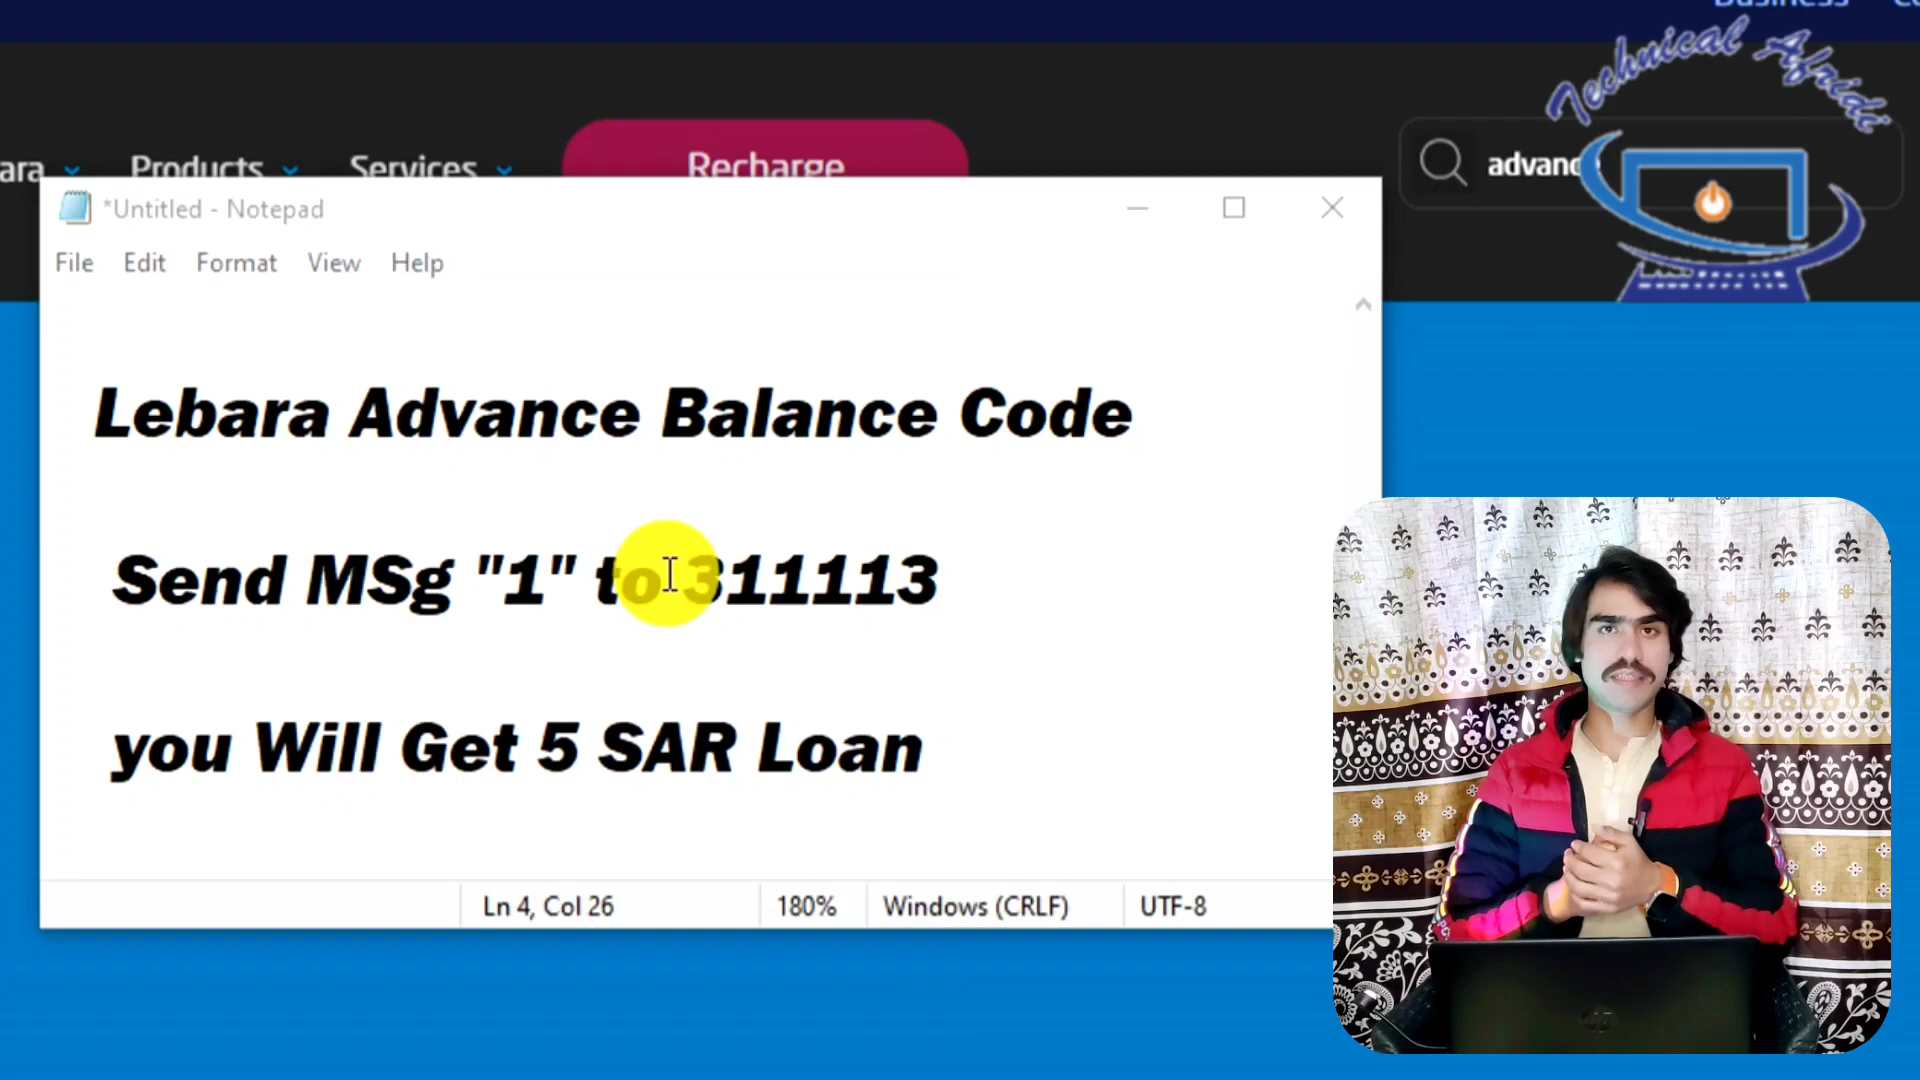 Business
Technical Afridi
ara Products Services Recharge
advanc
*Untitled - Notepad
File Edit Format View Help
Lebara Advance Balance Code
Send MSg "1" to 311113
you Will Get 5 SAR Loan
Ln 4, Col 26 180% Windows (CRLF) UTF-8
hp